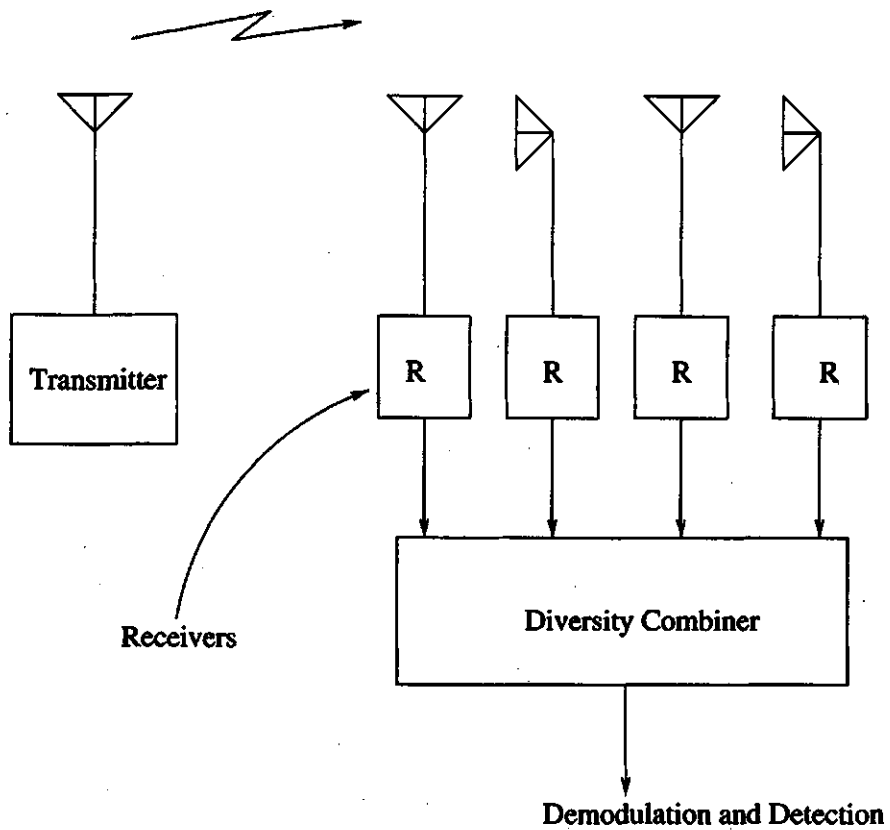 Transmitter
R
R
R
R
Receivers
Diversity Combiner
Demodulation and Detection